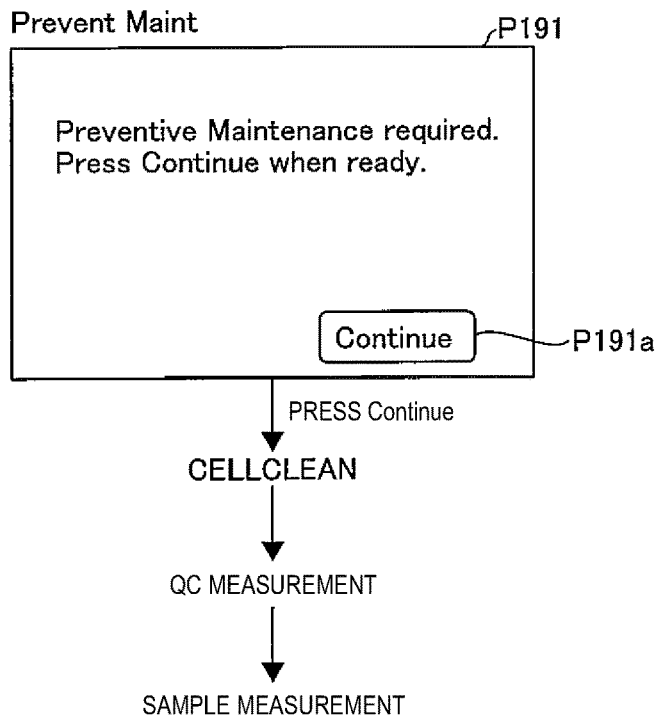 Prevent Maint
P191
Preventive Maintenance required.
Press Continue when ready.
Continue
P191a
PRESS Continue
CELLCLEAN
QC MEASUREMENT
SAMPLE MEASUREMENT